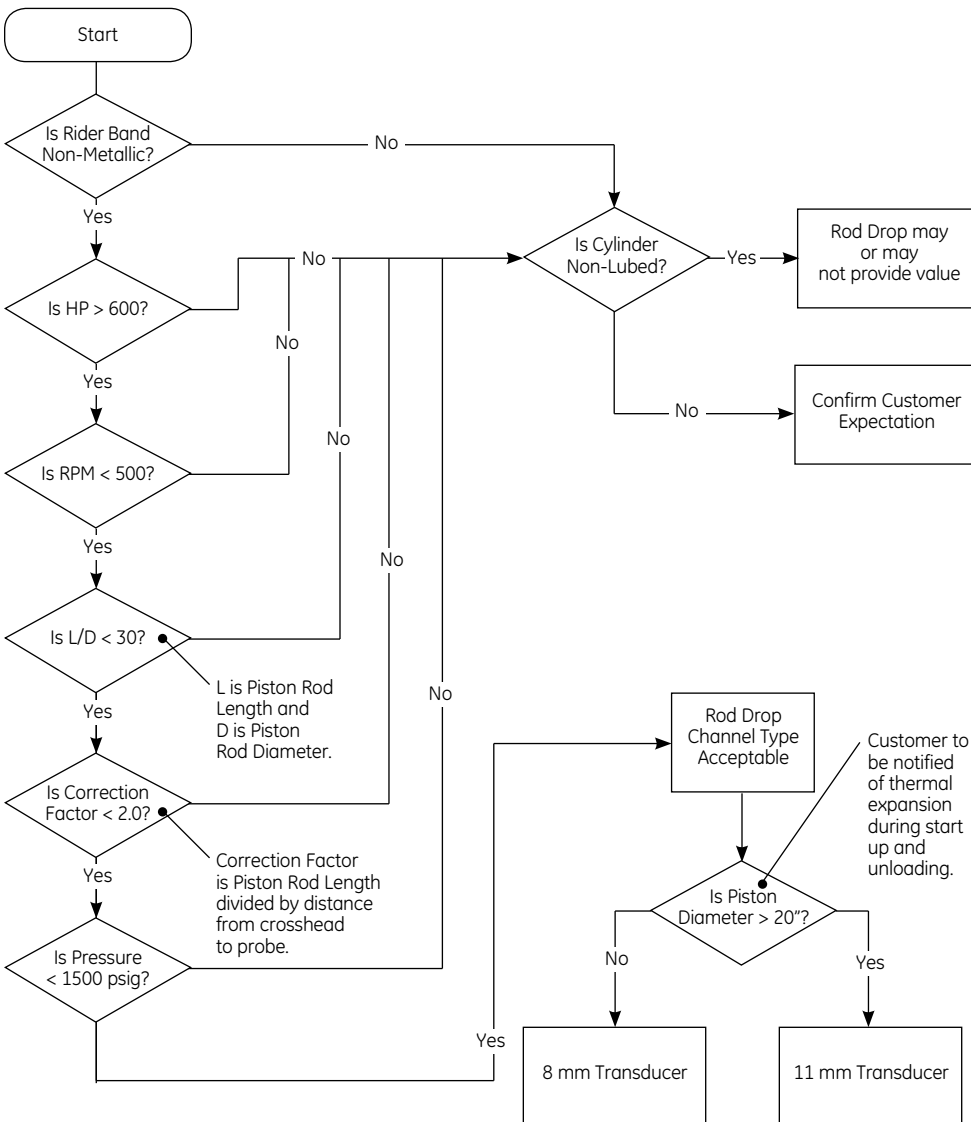 Start
Is Rider Band
Non-Metallic?
No
Yes
Is Cylinder
Non-Lubed?
Yes
Rod Drop may
or may
not provide value
No
Is HP > 600?
No
Yes
No
Confirm Customer
Expectation
Is RPM < 500?
No
Yes
No
Is L/D < 30?
L is Piston Rod
Length and
D is Piston
Rod Diameter.
Yes
No
Rod Drop
Channel Type
Acceptable
Customer to
be notified
of thermal
expansion
during start
up and
unloading.
Is Correction
Factor < 2.0?
Correction Factor
is Piston Rod Length
divided by distance
from crosshead
to probe.
Yes
Is Piston
Diameter > 20”?
No
Yes
Is Pressure
< 1500 psig?
Yes
8 mm Transducer
11 mm Transducer